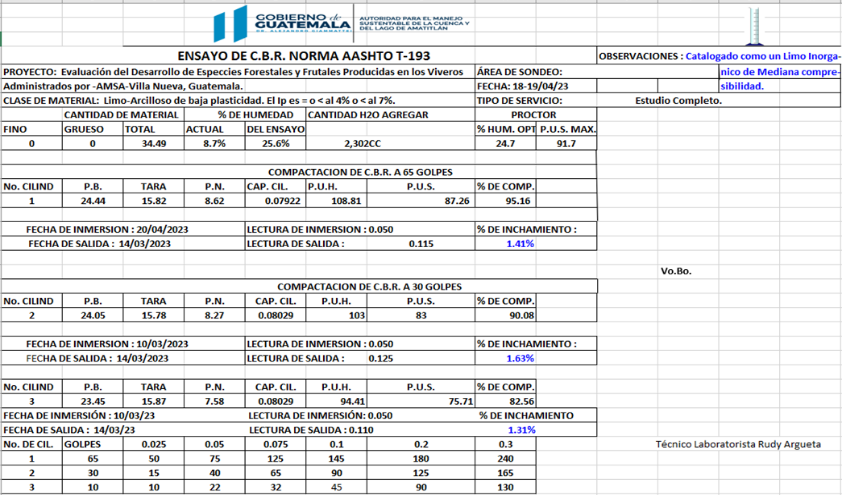 GOBIERNO de
GUATEMALA
DR. ALEJANDRO GIAMMATTEI
AUTORIDAD PARA EL MANEJO
SUSTENTABLE DE LA CUENCA Y
DEL LAGO DE AMATITLÁN
ENSAYO DE C.B.R. NORMA AASHTO T-193
OBSERVACIONES : Catalogado como un Limo Inorga-
PROYECTO: Evaluación del Desarrollo de Especcies Forestales y Frutales Producidas en los Viveros ÁREA DE SONDEO: nico de Mediana compre-
Administrados por -AMSA-Villa Nueva, Guatemala. FECHA: 18-19/04/23 sibilidad.
CLASE DE MATERIAL: Limo-Arcilloso de baja plasticidad. El Ip es = o < al 4% o < al 7%. TIPO DE SERVICIO: Estudio Completo.
CANTIDAD DE MATERIAL % DE HUMEDAD CANTIDAD H2O AGREGAR PROCTOR
FINO GRUESO TOTAL ACTUAL DEL ENSAYO % HUM. OPT P.U.S. MAX.
0 0 34.49 8.7% 25.6% 2,302CC 24.7 91.7
COMPACTACION DE C.B.R. A 65 GOLPES
No. CILIND P.B. TARA P.N. CAP. CIL. P.U.H. P.U.S. % DE COMP.
1 24.44 15.82 8.62 0.07922 108.81 87.26 95.16
FECHA DE INMERSION : 20/04/2023 LECTURA DE INMERSION : 0.050 % DE INCHAMIENTO :
FECHA DE SALIDA : 14/03/2023 LECTURA DE SALIDA : 0.115 1.41%
Vo.Bo.
COMPACTACION DE C.B.R. A 30 GOLPES
No. CILIND P.B. TARA P.N. CAP. CIL. P.U.H. P.U.S. % DE COMP.
2 24.05 15.78 8.27 0.08029 103 83 90.08
FECHA DE INMERSION : 10/03/2023 LECTURA DE INMERSION : 0.050 % DE INCHAMIENTO :
FECHA DE SALIDA : 14/03/2023 LECTURA DE SALIDA : 0.125 1.63%
No. CILIND P.B. TARA P.N. CAP. CIL. P.U.H. P.U.S. % DE COMP.
3 23.45 15.87 7.58 0.08029 94.41 75.71 82.56
FECHA DE INMERSIÓN : 10/03/23 LECTURA DE INMERSIÓN: 0.050 % DE INCHAMIENTO
FECHA DE SALIDA : 14/03/23 LECTURA DE SALIDA : 0.110 1.31%
No. DE CIL. GOLPES 0.025 0.05 0.075 0.1 0.2 0.3 Técnico Laboratorista Rudy Argueta
1 65 50 75 125 145 180 240
2 30 15 40 65 90 125 165
3 10 10 22 32 45 90 130